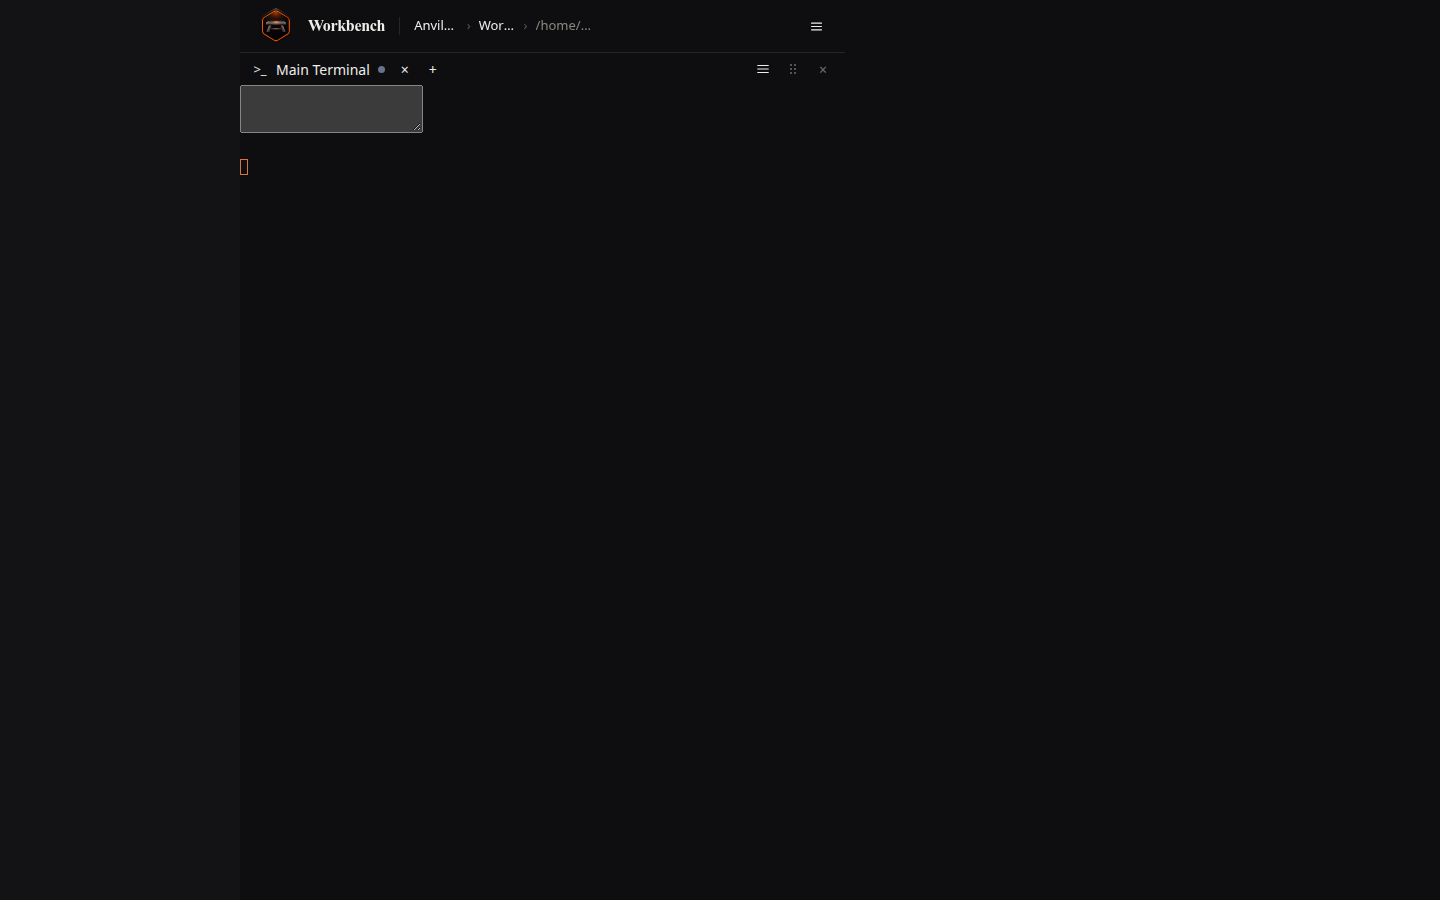 Workbench Anvil... › Wor... › /home/...
>_ Main Terminal × +